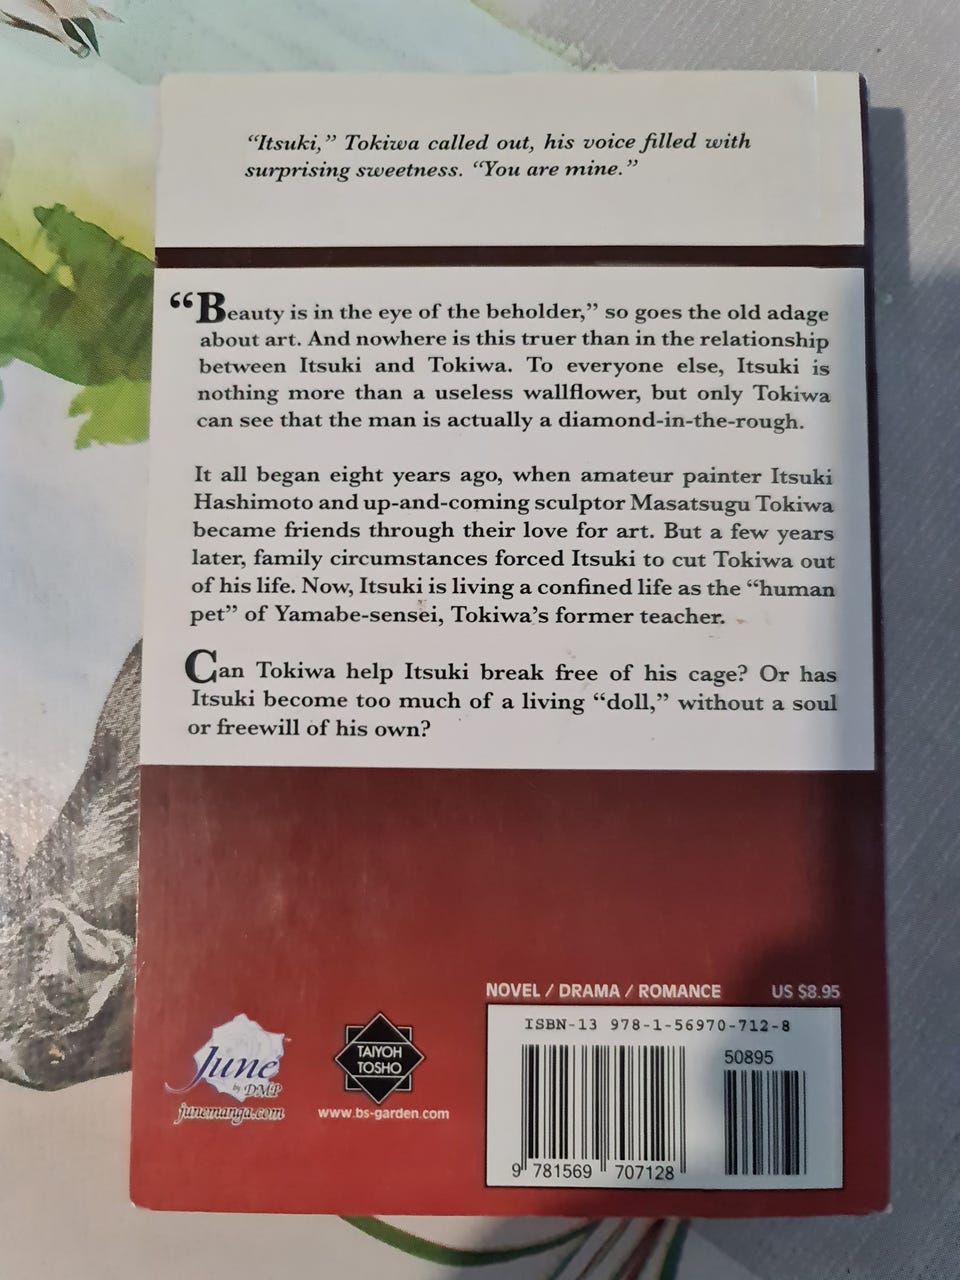 “Itsuki,” Tokiwa called out, his voice filled with
surprising sweetness. “You are mine.”
“Beauty is in the eye of the beholder,” so goes the old adage
about art. And nowhere is this truer than in the relationship
between Itsuki and Tokiwa. To everyone else, Itsuki is
nothing more than a useless wallflower, but only Tokiwa
can see that the man is actually a diamond-in-the-rough.
It all began eight years ago, when amateur painter Itsuki
Hashimoto and up-and-coming sculptor Masatsugu Tokiwa
became friends through their love for art. But a few years
later, family circumstances forced Itsuki to cut Tokiwa out
of his life. Now, Itsuki is living a confined life as the “human
pet” of Yamabe-sensei, Tokiwa’s former teacher.
Can Tokiwa help Itsuki break free of his cage? Or has
Itsuki become too much of a living “doll,” without a soul
or freewill of his own?
NOVEL / DRAMA / ROMANCE US $8.95
ISBN-13 978-1-56970-712-8
50895
9 781569 707128
June™
by DMP
junemanga.com
TAIYOH
TOSHO
www.bs-garden.com